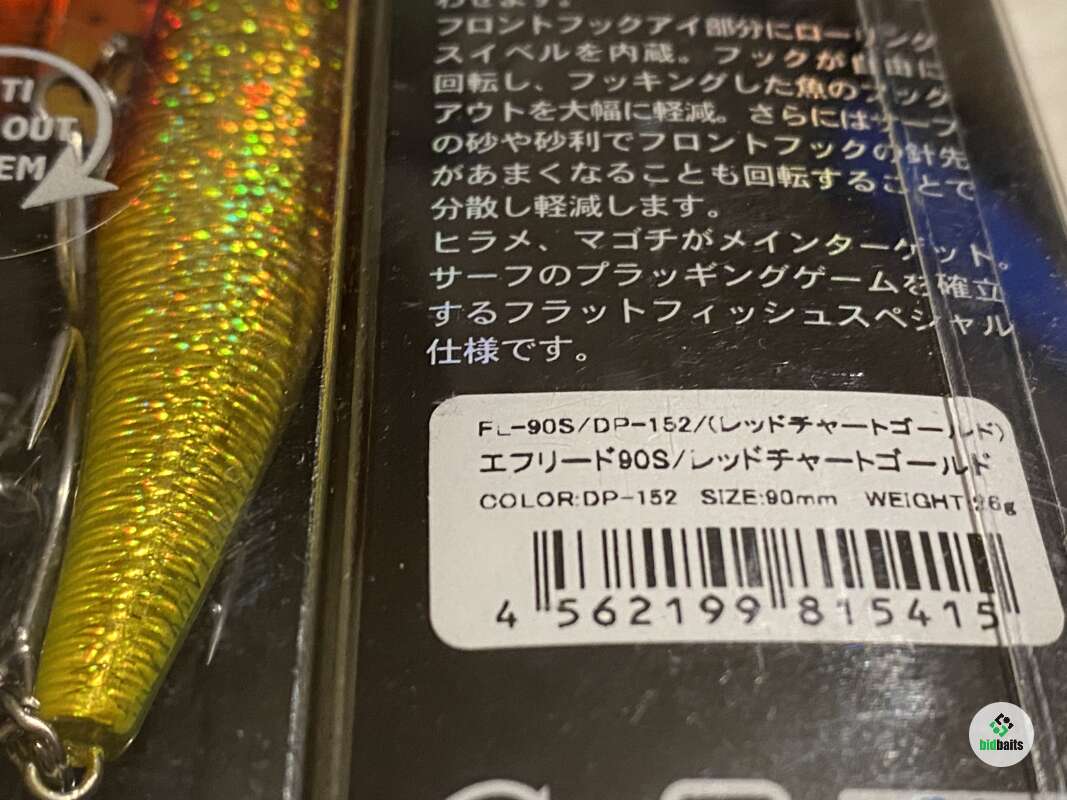 TI
OUT
EM
わせます。
フロントフックアイ部分にローリング
スイベルを内蔵。フックが自由に
回転し、フッキングした魚のフック
アウトを大幅に軽減。さらにはサーフ
の砂や砂利でフロントフックの針先
があまくなることも回転することで
分散し軽減します。
ヒラメ、マゴチがメインターゲット。
サーフのプラッギングゲームを確立
するフラットフィッシュスペシャル
仕様です。
FL-90S/DP-152/(レッドチャートゴールド)
エフリード90S/レッドチャートゴールド
COLOR:DP-152 SIZE:90mm WEIGHT:26g
4 562199 815415
bidbaits